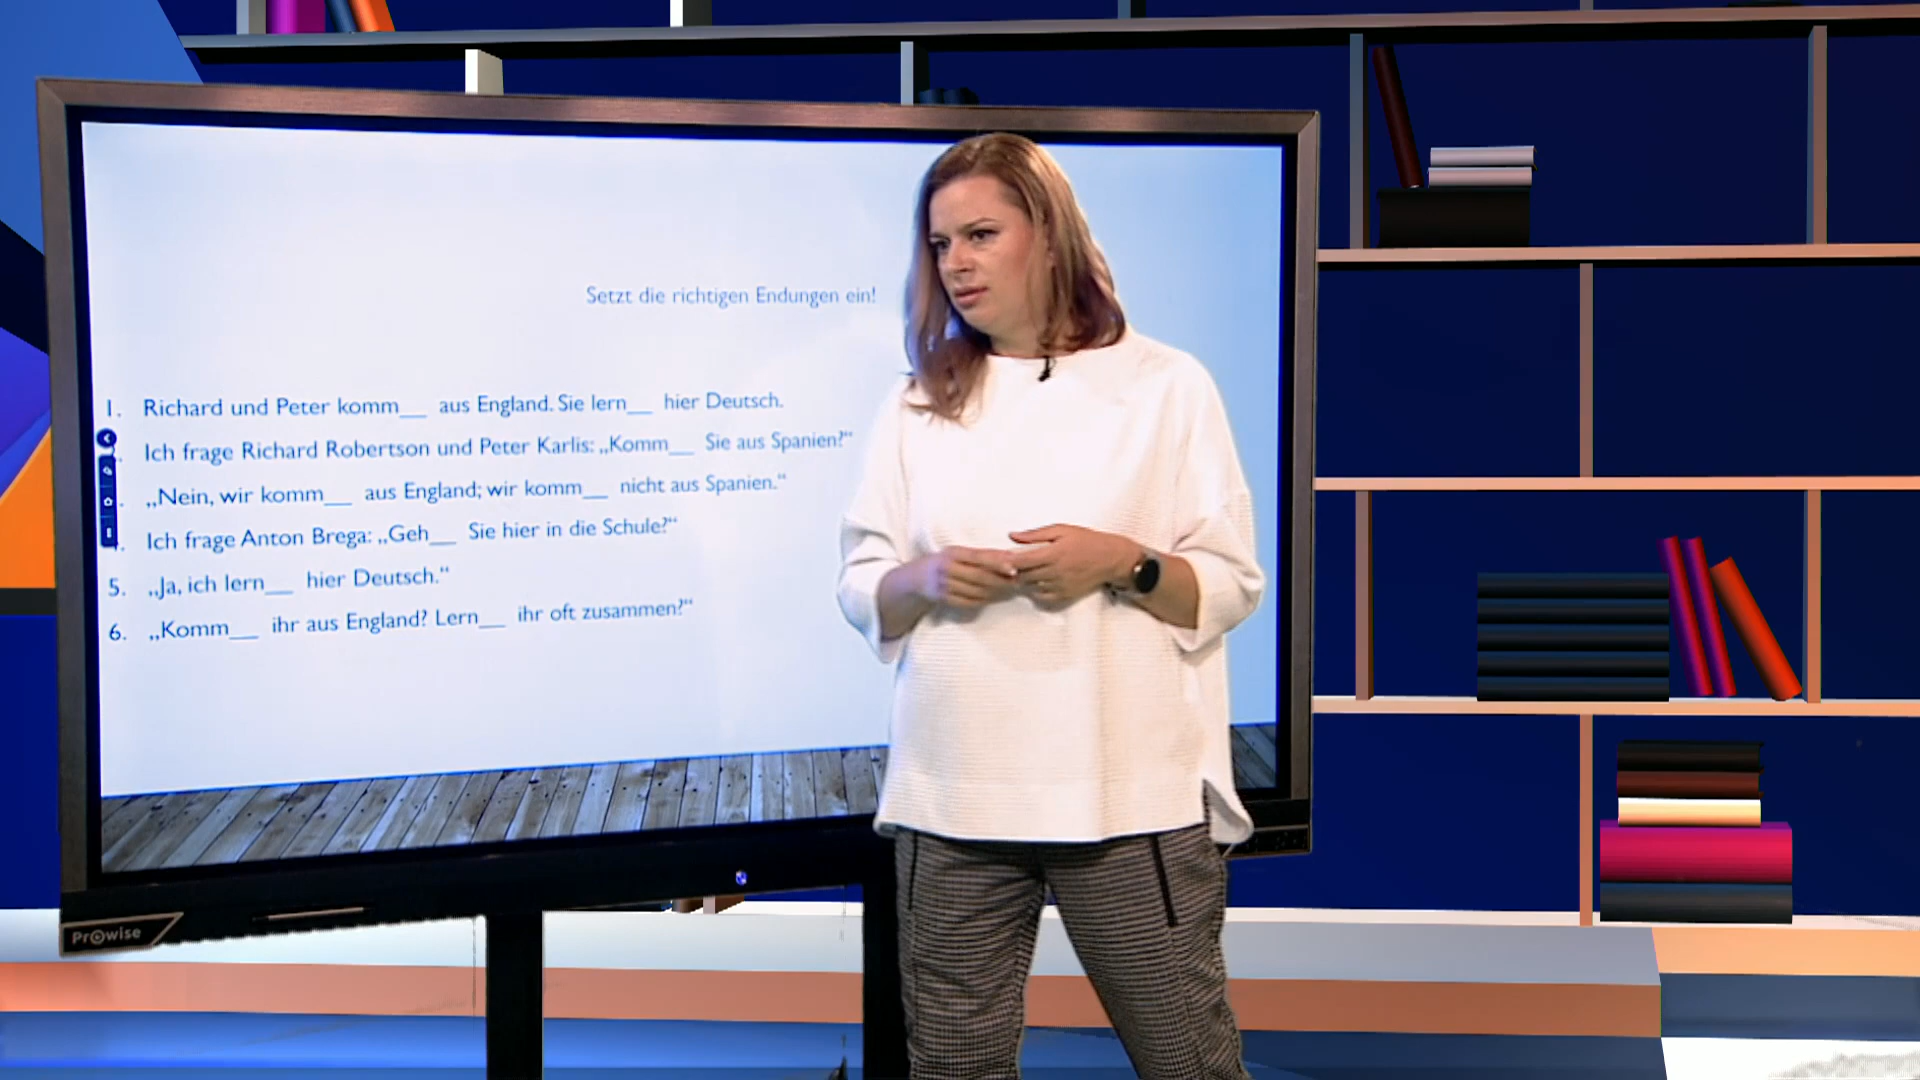 Setzt die richtigen Endungen ein!
1. Richard und Peter komm__ aus England. Sie lern__ hier Deutsch.
Ich frage Richard Robertson und Peter Karlis: „Komm__ Sie aus Spanien?“
„Nein, wir komm__ aus England; wir komm__ nicht aus Spanien.“
Ich frage Anton Brega: „Geh__ Sie hier in die Schule?“
5. „Ja, ich lern__ hier Deutsch.“
6. „Komm__ ihr aus England? Lern__ ihr oft zusammen?“
Prowise